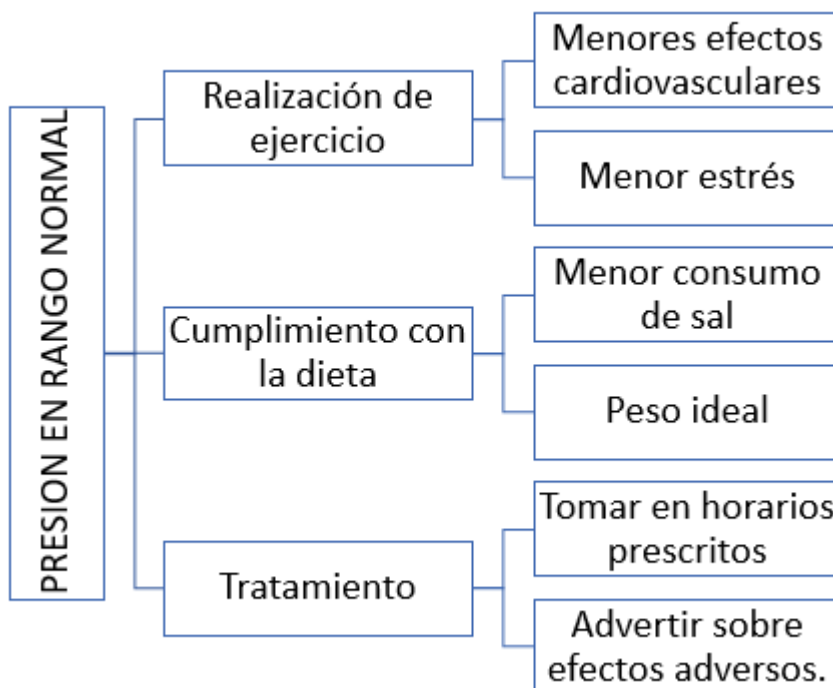 PRESION EN RANGO NORMAL
Realización de
ejercicio
Menores efectos
cardiovasculares
Menor estrés
Cumplimiento con
la dieta
Menor consumo
de sal
Peso ideal
Tratamiento
Tomar en horarios
prescritos
Advertir sobre
efectos adversos.